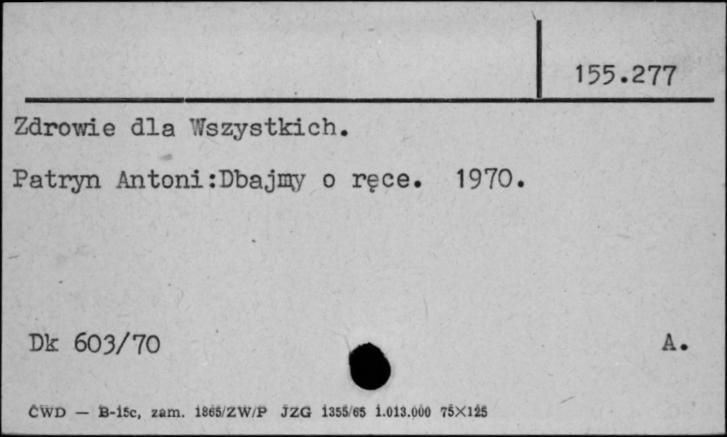 155.277
Zdrowie dla Wszystkich.
Patryn Antoni:Dbajmy o ręce. 1970.
Dk 603/70 A.
CWD — B-15c, zam. 1865/ZW/P JZG 1355/65 1.013.000 75×125